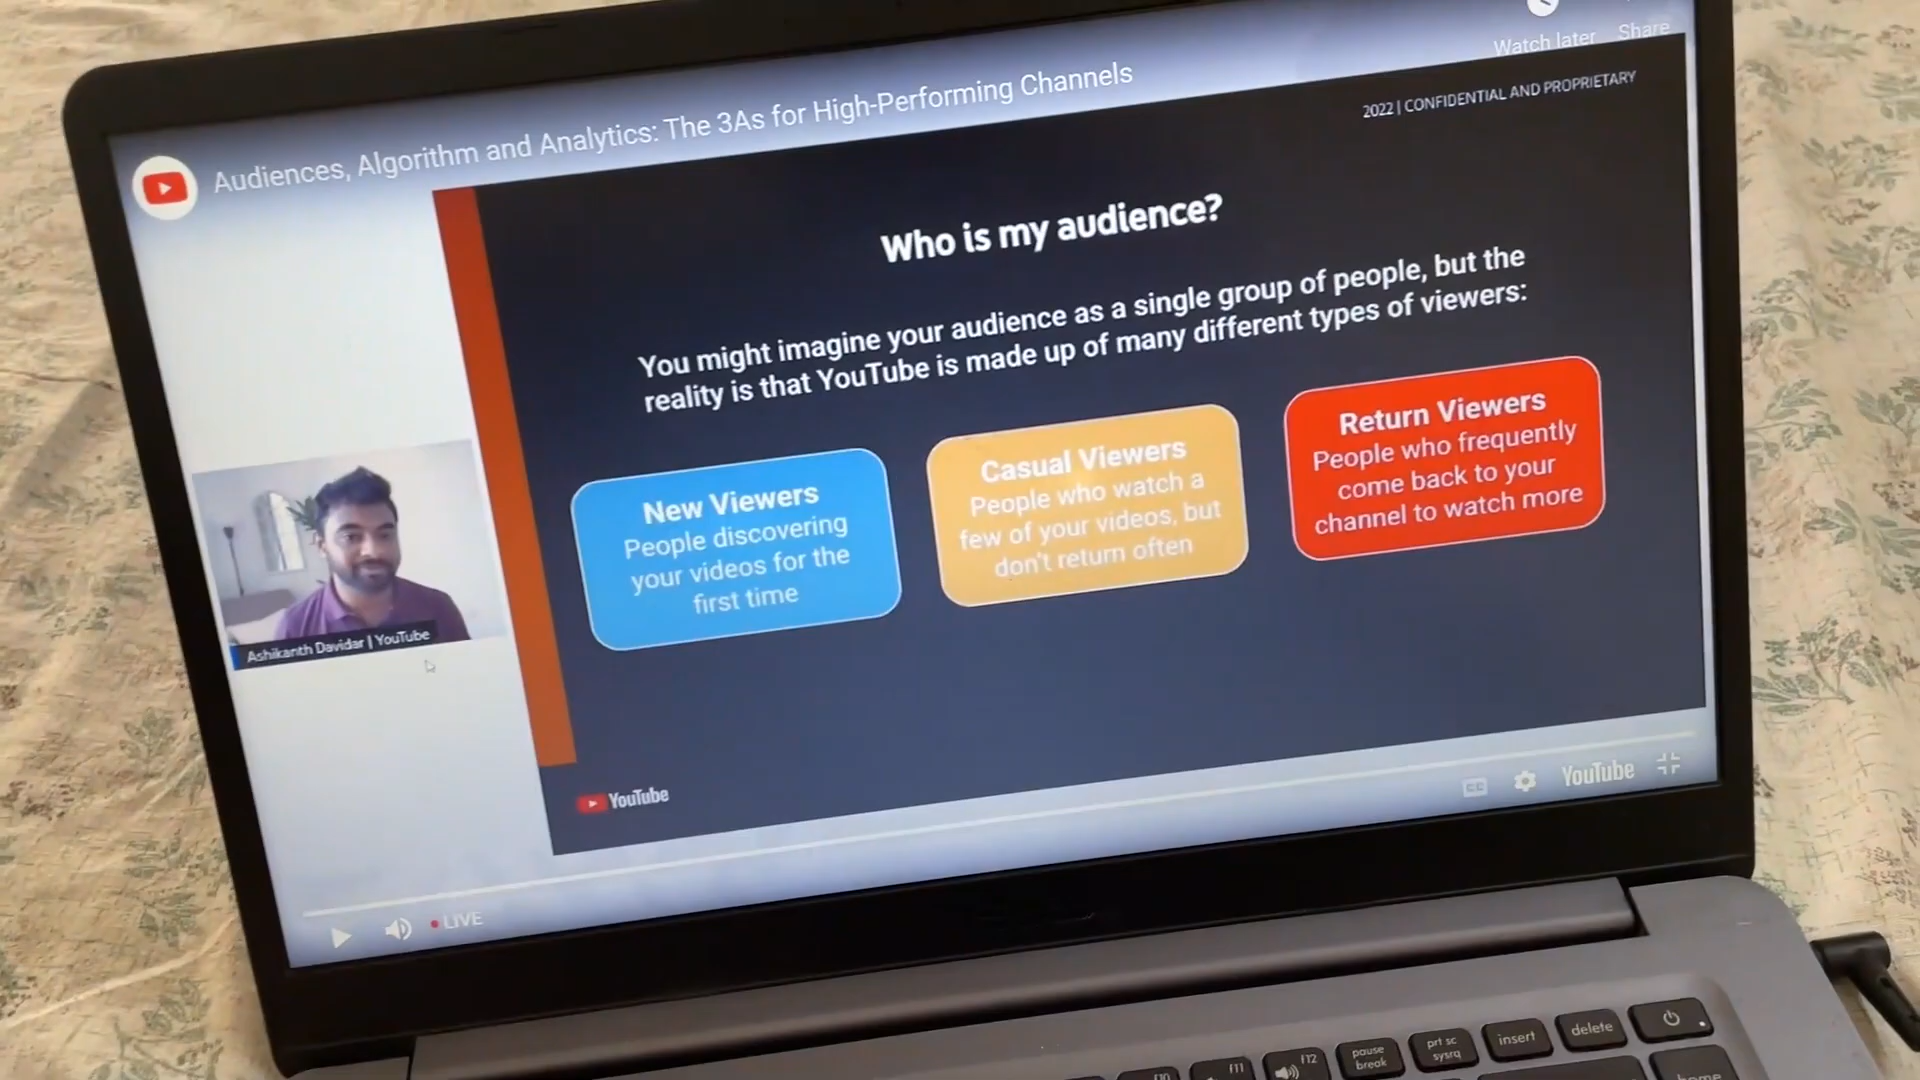 Watch later Share
Audiences, Algorithm and Analytics: The 3As for High-Performing Channels
2022 | CONFIDENTIAL AND PROPRIETARY
Who is my audience?
You might imagine your audience as a single group of people, but the
reality is that YouTube is made up of many different types of viewers:
New Viewers
People discovering
your videos for the
first time
Casual Viewers
People who watch a
few of your videos, but
don't return often
Return Viewers
People who frequently
come back to your
channel to watch more
Ashikanth Davidar | YouTube
YouTube
CC
YouTube
LIVE
f10
f11
f12
pause
break
prt sc
sysrq
insert
delete
home